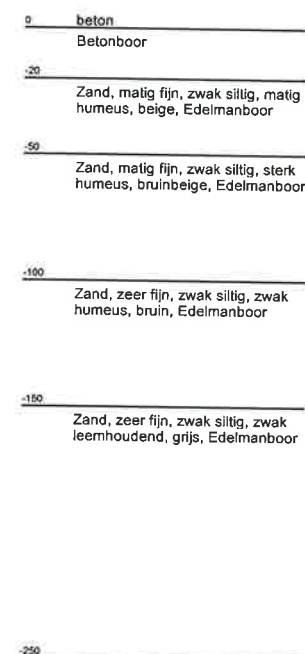 0 beton
Betonboor
-20
Zand, matig fijn, zwak siltig, matig
humeus, beige, Edelmanboor
-50
Zand, matig fijn, zwak siltig, sterk
humeus, bruinbeige, Edelmanboor
-100
Zand, zeer fijn, zwak siltig, zwak
humeus, bruin, Edelmanboor
-150
Zand, zeer fijn, zwak siltig, zwak
leemhoudend, grijs, Edelmanboor
-250